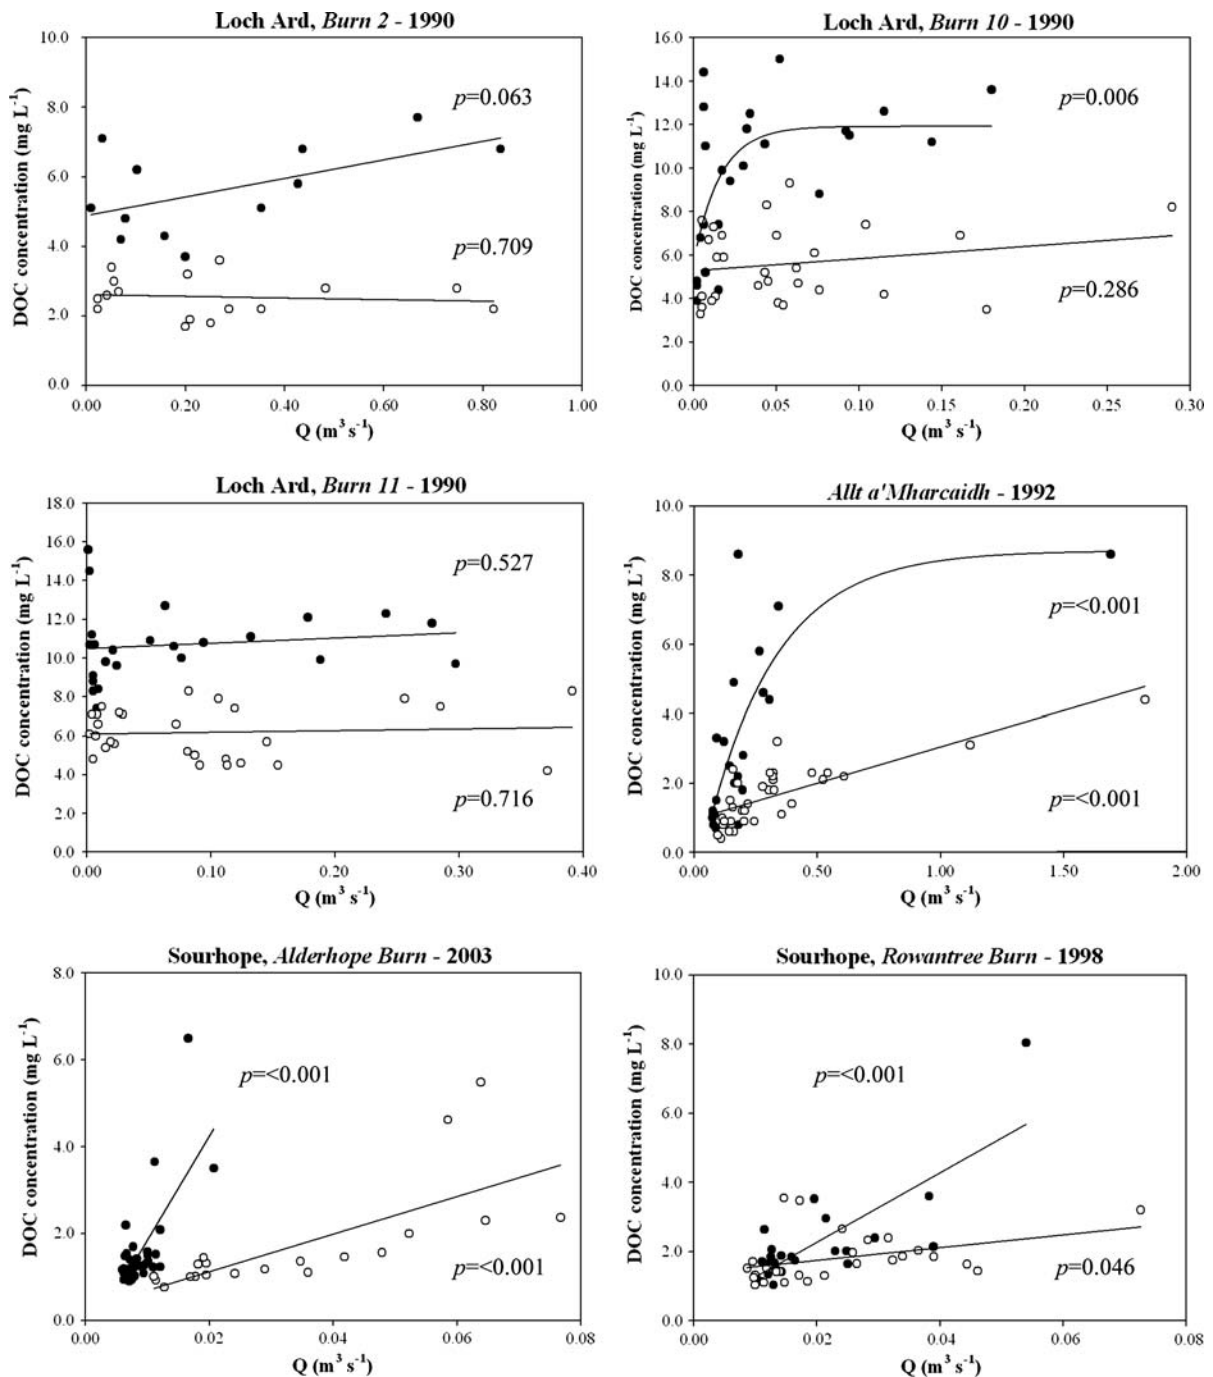 Loch Ard, Burn 2 - 1990
DOC concentration (mg L-1)
10.0
8.0
6.0
4.0
2.0
0.0
p=0.063
p=0.709
0.00 0.20 0.40 0.60 0.80 1.00
Q (m3 s-1)
Loch Ard, Burn 10 - 1990
DOC concentration (mg L-1)
16.0
14.0
12.0
10.0
8.0
6.0
4.0
2.0
0.0
p=0.006
p=0.286
0.00 0.05 0.10 0.15 0.20 0.25 0.30
Q (m3 s-1)
Loch Ard, Burn 11 - 1990
DOC concentration (mg L-1)
18.0
16.0
14.0
12.0
10.0
8.0
6.0
4.0
2.0
0.0
p=0.527
p=0.716
0.00 0.10 0.20 0.30 0.40
Q (m3 s-1)
Allt a'Mharcaidh - 1992
DOC concentration (mg L-1)
10.0
8.0
6.0
4.0
2.0
0.0
p=<0.001
p=<0.001
0.00 0.50 1.00 1.50 2.00
Q (m3 s-1)
Sourhope, Alderhope Burn - 2003
DOC concentration (mg L-1)
8.0
6.0
4.0
2.0
0.0
p=<0.001
p=<0.001
0.00 0.02 0.04 0.06 0.08
Q (m3 s-1)
Sourhope, Rowantree Burn - 1998
DOC concentration (mg L-1)
10.0
8.0
6.0
4.0
2.0
0.0
p=<0.001
p=0.046
0.00 0.02 0.04 0.06 0.08
Q (m3 s-1)